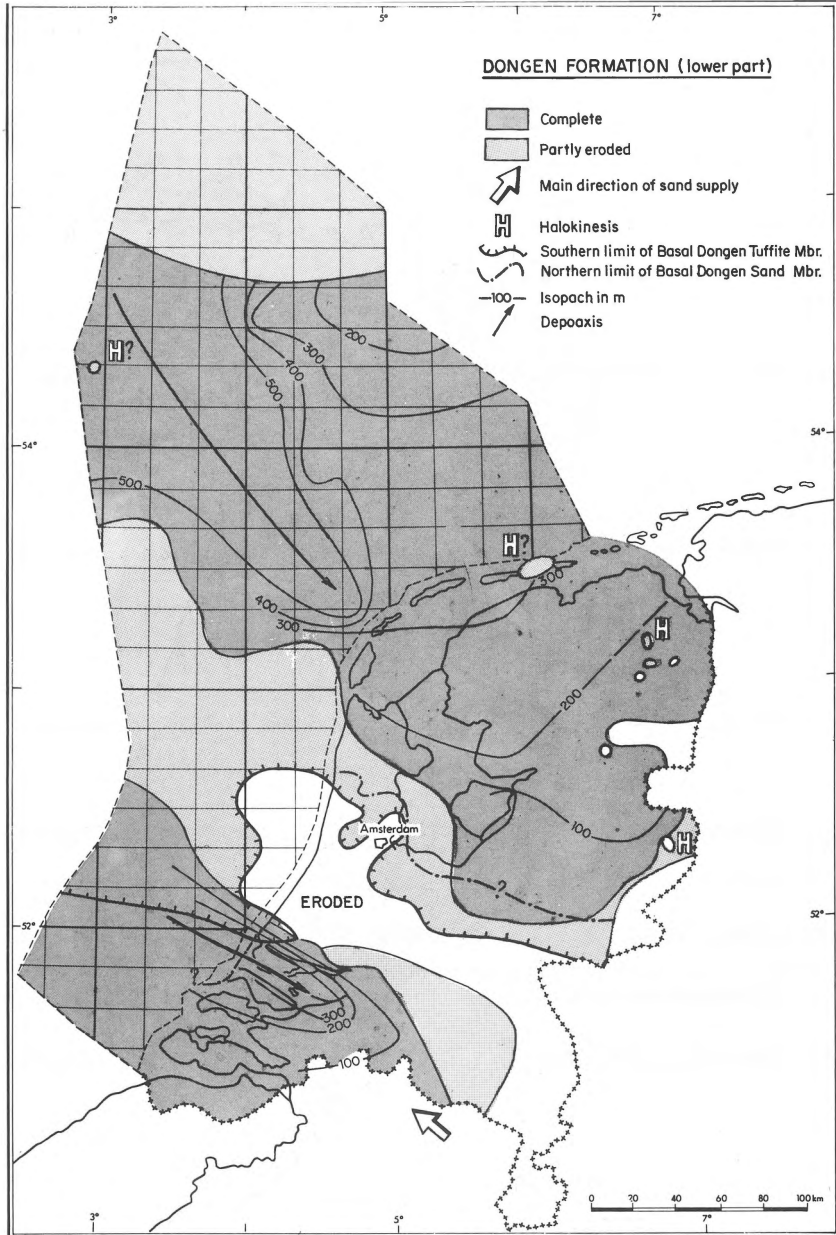 3°
5°
7°
DONGEN FORMATION (lower part)
Complete
Partly eroded
Main direction of sand supply
H Halokinesis
Southern limit of Basal Dongen Tuffite Mbr.
Northern limit of Basal Dongen Sand Mbr.
—100— Isopach in m
Depoaxis
200
300
H?
400
500
54°
54°
500
H?
300
400
300
H
200
100
Amsterdam
H
?
ERODED
52°
52°
?
300
200
100
0 20 40 60 80 100 km
3°
5°
7°